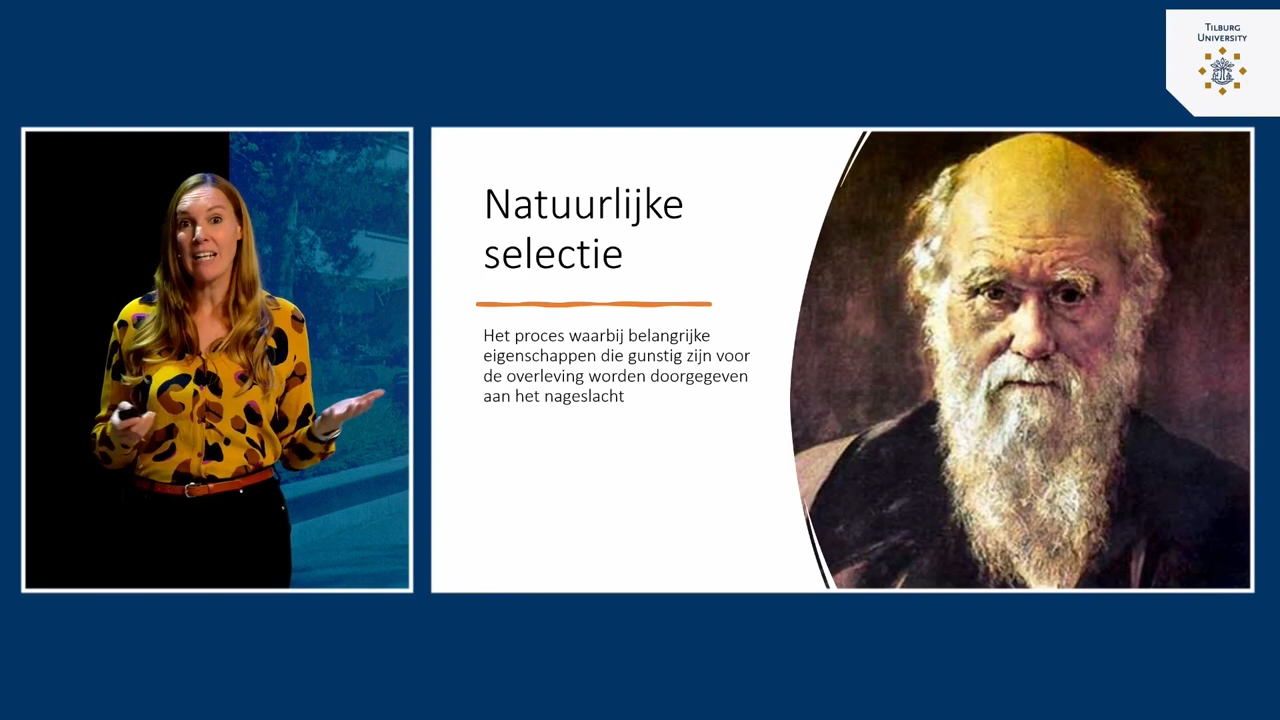 TILBURG
UNIVERSITY
Natuurlijke
selectie
Het proces waarbij belangrijke
eigenschappen die gunstig zijn voor
de overleving worden doorgegeven
aan het nageslacht